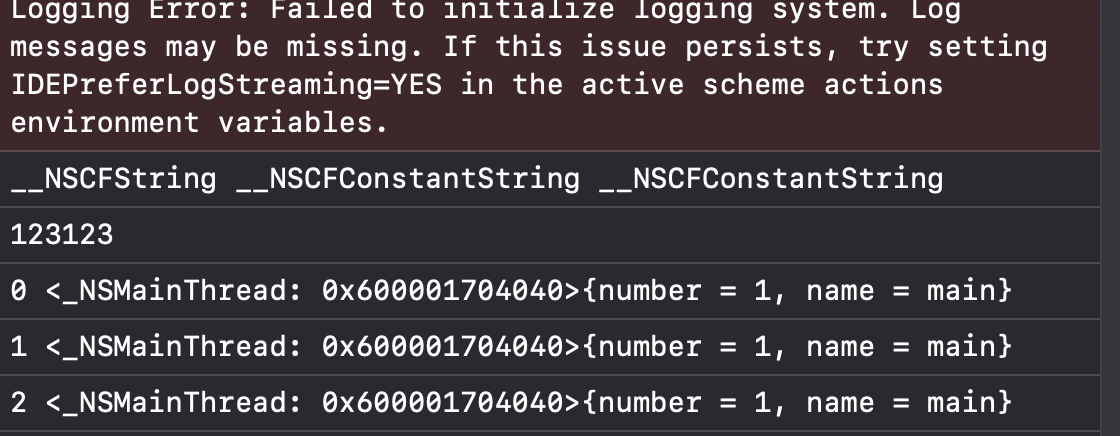 Logging Error: Failed to initialize logging system. Log
messages may be missing. If this issue persists, try setting
IDEPreferLogStreaming=YES in the active scheme actions
environment variables.
__NSCFString __NSCFConstantString __NSCFConstantString
123123
0 <_NSMainThread: 0x600001704040>{number = 1, name = main}
1 <_NSMainThread: 0x600001704040>{number = 1, name = main}
2 <_NSMainThread: 0x600001704040>{number = 1, name = main}